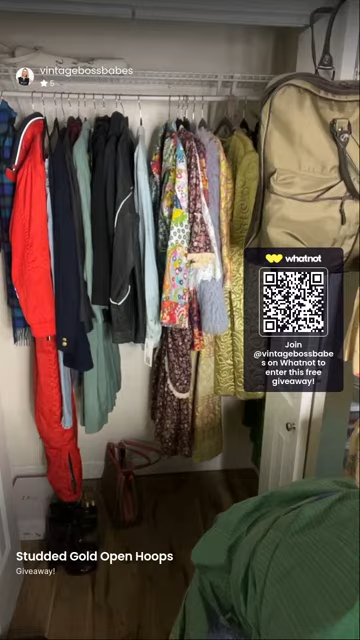 vintagebossbabes
★ 5
whatnot
Join
@vintagebossbabe
s on Whatnot to
enter this free
giveaway!
Studded Gold Open Hoops
Giveaway!